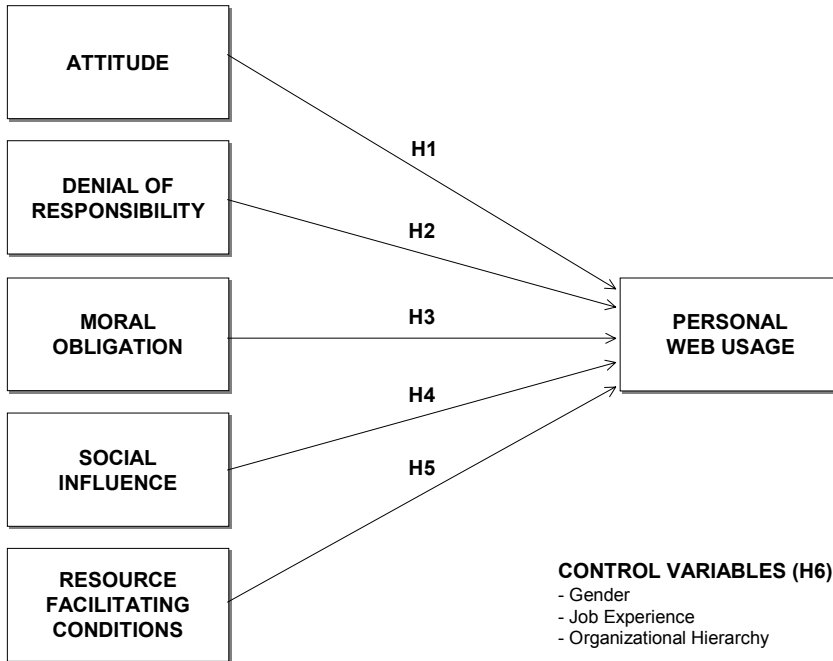 ATTITUDE
H1
DENIAL OF
RESPONSIBILITY
H2
MORAL
OBLIGATION
H3
PERSONAL
WEB USAGE
H4
SOCIAL
INFLUENCE
H5
RESOURCE
FACILITATING
CONDITIONS
CONTROL VARIABLES (H6)
- Gender
- Job Experience
- Organizational Hierarchy